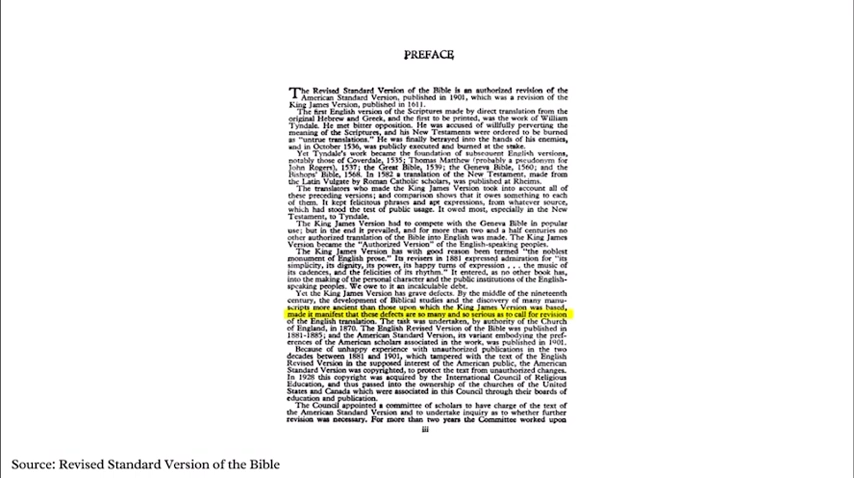 PREFACE
The Revised Standard Version of the Bible is an authorized revision of the
American Standard Version, published in 1901, which was a revision of the
King James Version, published in 1611.
The first English version of the Scriptures made by direct translation from the
original Hebrew and Greek, and the first to be printed, was the work of William
Tyndale. He met bitter opposition. He was accused of willfully perverting the
meaning of the Scriptures, and his New Testaments were ordered to be burned
as "untrue translations." He was finally betrayed into the hands of his enemies,
and in October 1536, was publicly executed and burned at the stake.
Yet Tyndale's work became the foundation of subsequent English versions,
notably those of Coverdale, 1535; Thomas Matthew (probably a pseudonym for
John Rogers), 1537; the Great Bible, 1539; the Geneva Bible, 1560; and the
Bishops' Bible, 1568. In 1582 a translation of the New Testament, made from
the Latin Vulgate by Roman Catholic scholars, was published at Rheims.
The translators who made the King James Version took into account all of
these preceding versions; and comparison shows that it owes something to each
of them. It kept felicitous phrases and apt expressions, from whatever source,
which had stood the test of public usage. It owed most, especially in the New
Testament, to Tyndale.
The King James Version had to compete with the Geneva Bible in popular
use; but in the end it prevailed, and for more than two and a half centuries no
other authorized translation of the Bible into English was made. The King James
Version became the "Authorized Version" of the English-speaking peoples.
The King James Version has with good reason been termed "the noblest
monument of English prose." Its revisers in 1881 expressed admiration for "its
simplicity, its dignity, its power, its happy turns of expression . . . the music of
its cadences, and the felicities of its rhythm." It entered, as no other book has,
into the making of the personal character and the public institutions of the English-
speaking peoples. We owe to it an incalculable debt.
Yet the King James Version has grave defects. By the middle of the nineteenth
century, the development of Biblical studies and the discovery of many manu-
scripts more ancient than those upon which the King James Version was based,
made it manifest that these defects are so many and so serious as to call for revision
of the English translation. The task was undertaken, by authority of the Church
of England, in 1870. The English Revised Version of the Bible was published in
1881-1885; and the American Standard Version, its variant embodying the pref-
erences of the American scholars associated in the work, was published in 1901.
Because of unhappy experience with unauthorized publications in the two
decades between 1881 and 1901, which tampered with the text of the English
Revised Version in the supposed interest of the American public, the American
Standard Version was copyrighted, to protect the text from unauthorized changes.
In 1928 this copyright was acquired by the International Council of Religious
Education, and thus passed into the ownership of the churches of the United
States and Canada which were associated in this Council through their boards of
education and publication.
The Council appointed a committee of scholars to have charge of the text of
the American Standard Version and to undertake inquiry as to whether further
revision was necessary. For more than two years the Committee worked upon
iii
Source: Revised Standard Version of the Bible